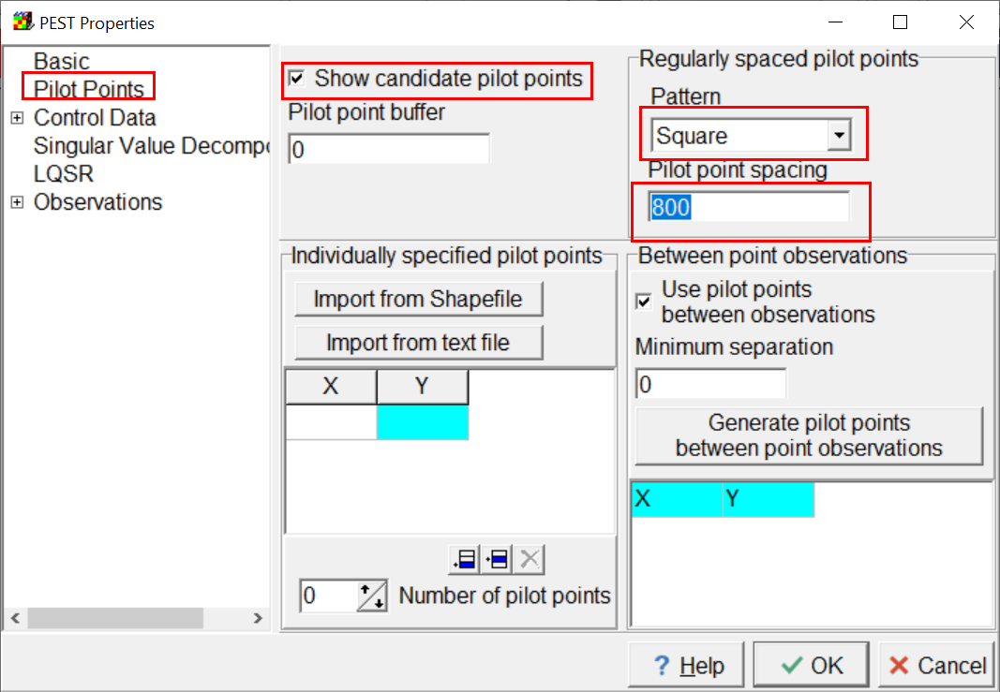 PEST Properties
Basic
Pilot Points
Control Data
Singular Value Decompo
LQSR
Observations
Show candidate pilot points
Pilot point buffer
0
Regularly spaced pilot points
Pattern
Square
Pilot point spacing
800
Individually specified pilot points
Import from Shapefile
Import from text file
X Y
0 Number of pilot points
Between point observations
Use pilot points
between observations
Minimum separation
0
Generate pilot points
between point observations
X Y
? Help
OK
Cancel